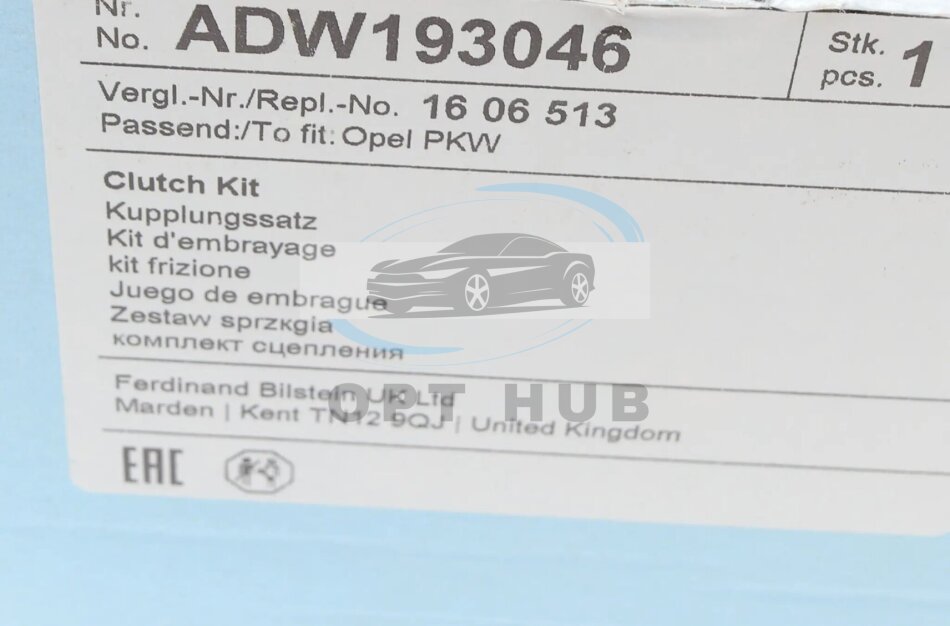 Nr.
No. ADW193046
Stk.
pcs. 1
Vergl.-Nr./Repl.-No. 16 06 513
Passend:/To fit: Opel PKW
Clutch Kit
Kupplungssatz
Kit d'embrayage
kit frizione
Juego de embrague
Zestaw sprzкgіа
комплект сцепления
Ferdinand Bilstein UK Ltd
Marden | Kent TN12 9QJ | United Kingdom
OPT HUB
EAC